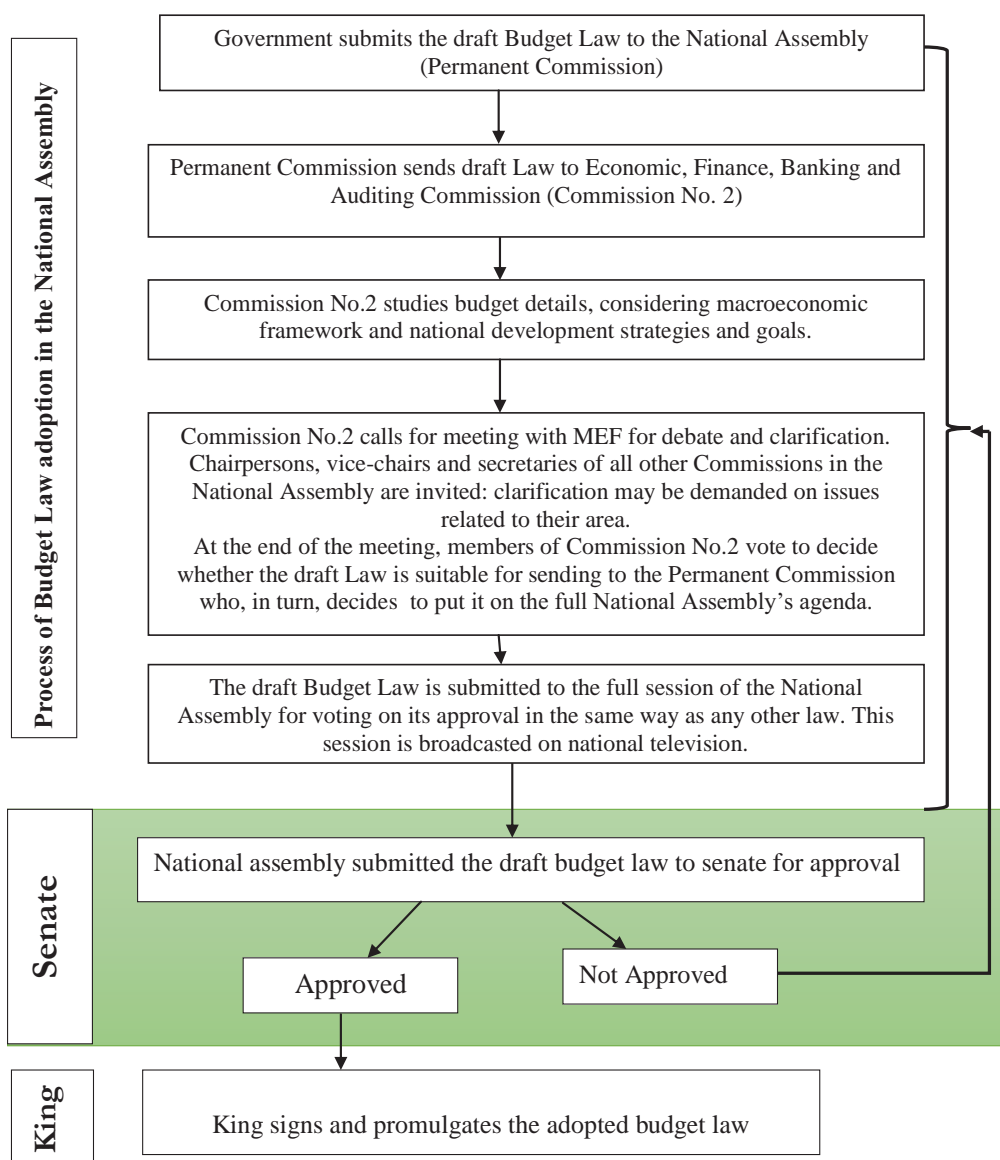 Process of Budget Law adoption in the National Assembly
Government submits the draft Budget Law to the National Assembly
(Permanent Commission)
Permanent Commission sends draft Law to Economic, Finance, Banking and
Auditing Commission (Commission No. 2)
Commission No.2 studies budget details, considering macroeconomic
framework and national development strategies and goals.
Commission No.2 calls for meeting with MEF for debate and clarification.
Chairpersons, vice-chairs and secretaries of all other Commissions in the
National Assembly are invited: clarification may be demanded on issues
related to their area.
At the end of the meeting, members of Commission No.2 vote to decide
whether the draft Law is suitable for sending to the Permanent Commission
who, in turn, decides to put it on the full National Assembly's agenda.
The draft Budget Law is submitted to the full session of the National
Assembly for voting on its approval in the same way as any other law. This
session is broadcasted on national television.
Senate
National assembly submitted the draft budget law to senate for approval
Approved
Not Approved
King
King signs and promulgates the adopted budget law